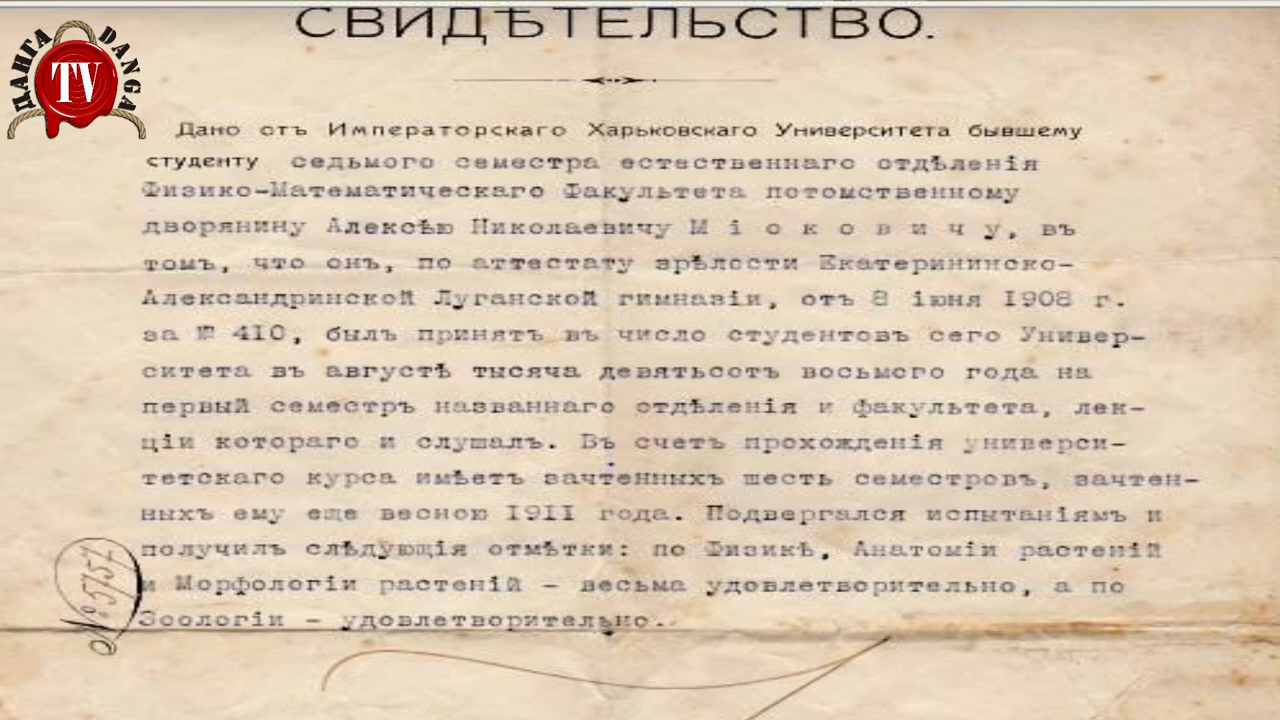 СВИДѢТЕЛЬСТВО.
ДАНГА TV DANGA
Дано отъ Императорскаго Харьковскаго Университета бывшему
студенту седьмого семестра естественнаго отдѣленія
Физико-Математическаго Факультета потомственному
дворянину Алексѣю Николаевичу М і о к о в и ч у, въ
томъ, что онъ, по аттестату зрѣлости Екатерининско-
Александринской Луганской гимназіи, отъ 8 іюня 1908 г.
за № 410, былъ принятъ въ число студентовъ сего Универ-
ситета въ августѣ тысяча девятьсотъ восьмого года на
первый семестръ названнаго отдѣленія и факультета, лек-
ціи котораго и слушалъ. Въ счетъ прохожденія универси-
тетскаго курса имѣетъ зачтенныхъ шесть семестровъ, зачтен-
ныхъ ему еще весною 1911 года. Подвергался испытаніямъ и
получилъ слѣдующія отмѣтки: по Физикѣ, Анатоміи растеній
и Морфологіи растеній - весьма удовлетворительно, а по
Зоологіи - удовлетворительно.
№ 5757